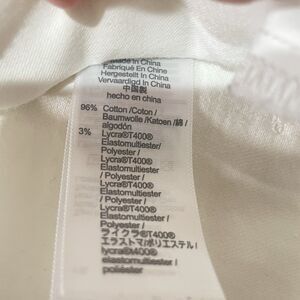 Made In China
Fabriqué En Chine
Hergestellt In China
Vervaardigd In China
中国製
hecho en china
96% Cotton /Coton /
Baumwolle /Katoen /綿 /
algodón
3% Lycra®T400®
Elastomultiester/
Polyester /
Lycra®T400®
Elastomultiester
/ Polyester /
Lycra®T400®
Elastomultiester
/ Polyester /
Lycra®T400®
Elastomultiester /
Polyester /
ライクラ®T400®
エラストマ/ポリエステル /
lycra®t400®
elastomultiester /
poliéster